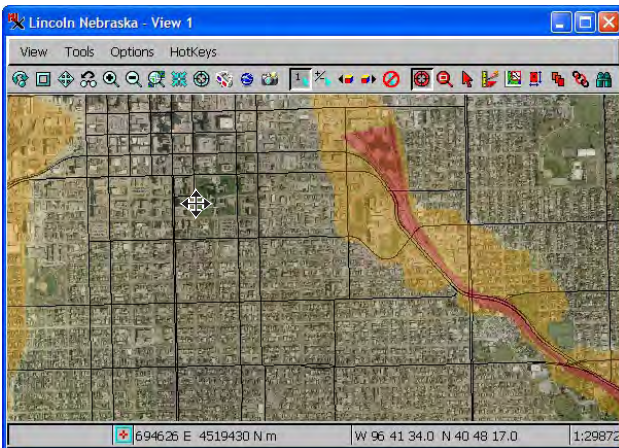 Lincoln Nebraska - View 1
View Tools Options HotKeys
694626 E 4519430 N m W 96 41 34.0 N 40 48 17.0 1:29872